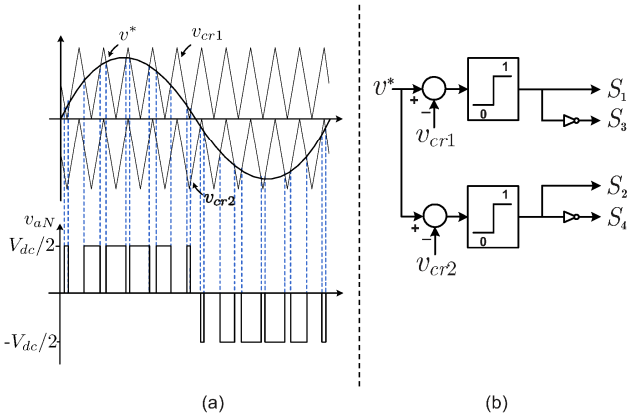 v*
v_cr1
v_cr2
v_aN
V_dc/2
-V_dc/2
(a)
v*
+
−
v_cr1
1
0
S_1
S_3
+
−
v_cr2
1
0
S_2
S_4
(b)